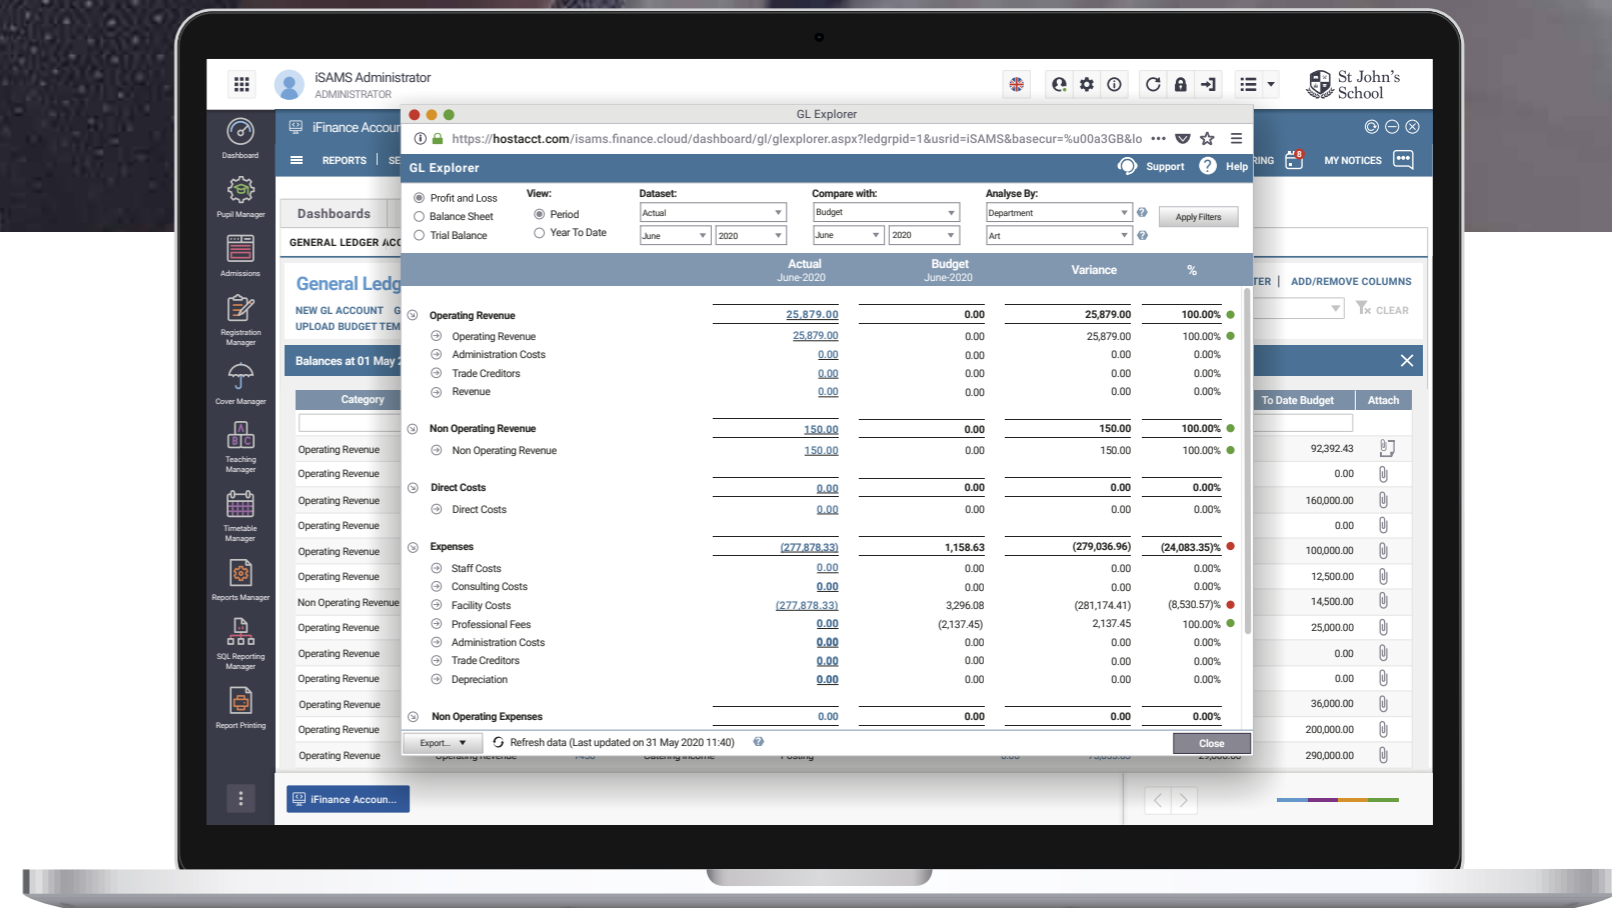 iSAMS Administrator
ADMINISTRATOR
St John's
School
Dashboard
Pupil Manager
Admissions
Registration
Manager
Cover Manager
Teaching
Manager
Timetable
Manager
Reports Manager
SQL Reporting
Manager
Report Printing
iFinance Accour
REPORTS | SE
RING 8 MY NOTICES
Dashboards
GENERAL LEDGER ACC
General Ledg
NEW GL ACCOUNT G
UPLOAD BUDGET TEM
TER | ADD/REMOVE COLUMNS
CLEAR
Balances at 01 May 2
Category
To Date Budget Attach
Operating Revenue 92,392.43
Operating Revenue 0.00
Operating Revenue 160,000.00
Operating Revenue 0.00
Operating Revenue 100,000.00
Operating Revenue 12,500.00
Non Operating Revenue 14,500.00
Operating Revenue 25,000.00
Operating Revenue 0.00
Operating Revenue 0.00
Operating Revenue 36,000.00
Operating Revenue 200,000.00
Operating Revenue 290,000.00
GL Explorer
https://hostacct.com/isams.finance.cloud/dashboard/gl/glexplorer.aspx?ledgrpid=1&usrid=iSAMS&basecur=%u00a3GB&lo
GL Explorer Support ? Help
Profit and Loss
Balance Sheet
Trial Balance
View:
Period
Year To Date
Dataset:
Actual
June 2020
Compare with:
Budget
June 2020
Analyse By:
Department
Art
Apply Filters
Actual Budget Variance %
June-2020 June-2020
Operating Revenue 25,879.00 0.00 25,879.00 100.00%
Operating Revenue 25,879.00 0.00 25,879.00 100.00%
Administration Costs 0.00 0.00 0.00 0.00%
Trade Creditors 0.00 0.00 0.00 0.00%
Revenue 0.00 0.00 0.00 0.00%
Non Operating Revenue 150.00 0.00 150.00 100.00%
Non Operating Revenue 150.00 0.00 150.00 100.00%
Direct Costs 0.00 0.00 0.00 0.00%
Direct Costs 0.00 0.00 0.00 0.00%
Expenses (277,878.33) 1,158.63 (279,036.96) (24,083.35)%
Staff Costs 0.00 0.00 0.00 0.00%
Consulting Costs 0.00 0.00 0.00 0.00%
Facility Costs (277,878.33) 3,296.08 (281,174.41) (8,530.57)%
Professional Fees 0.00 (2,137.45) 2,137.45 100.00%
Administration Costs 0.00 0.00 0.00 0.00%
Trade Creditors 0.00 0.00 0.00 0.00%
Depreciation 0.00 0.00 0.00 0.00%
Non Operating Expenses 0.00 0.00 0.00 0.00%
Export... Refresh data (Last updated on 31 May 2020 11:40) ? Close
iFinance Accoun...